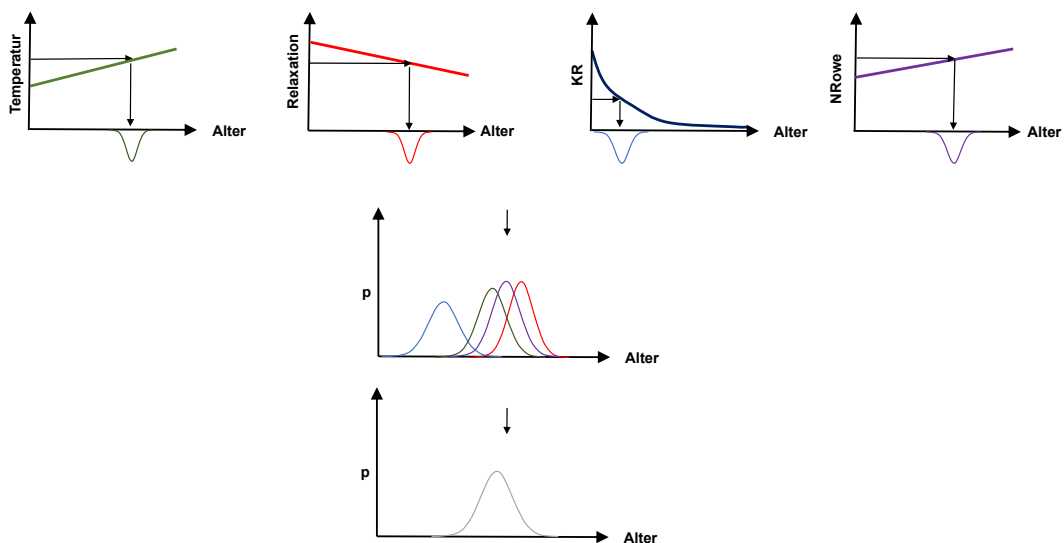 Temperatur
Alter
Relaxation
Alter
KR
Alter
NRowe
Alter
p
Alter
p
Alter